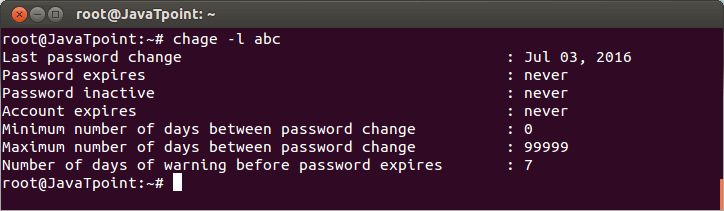 root@JavaTpoint: ~
root@JavaTpoint:~# chage -l abc
Last password change : Jul 03, 2016
Password expires : never
Password inactive : never
Account expires : never
Minimum number of days between password change : 0
Maximum number of days between password change : 99999
Number of days of warning before password expires : 7
root@JavaTpoint:~#